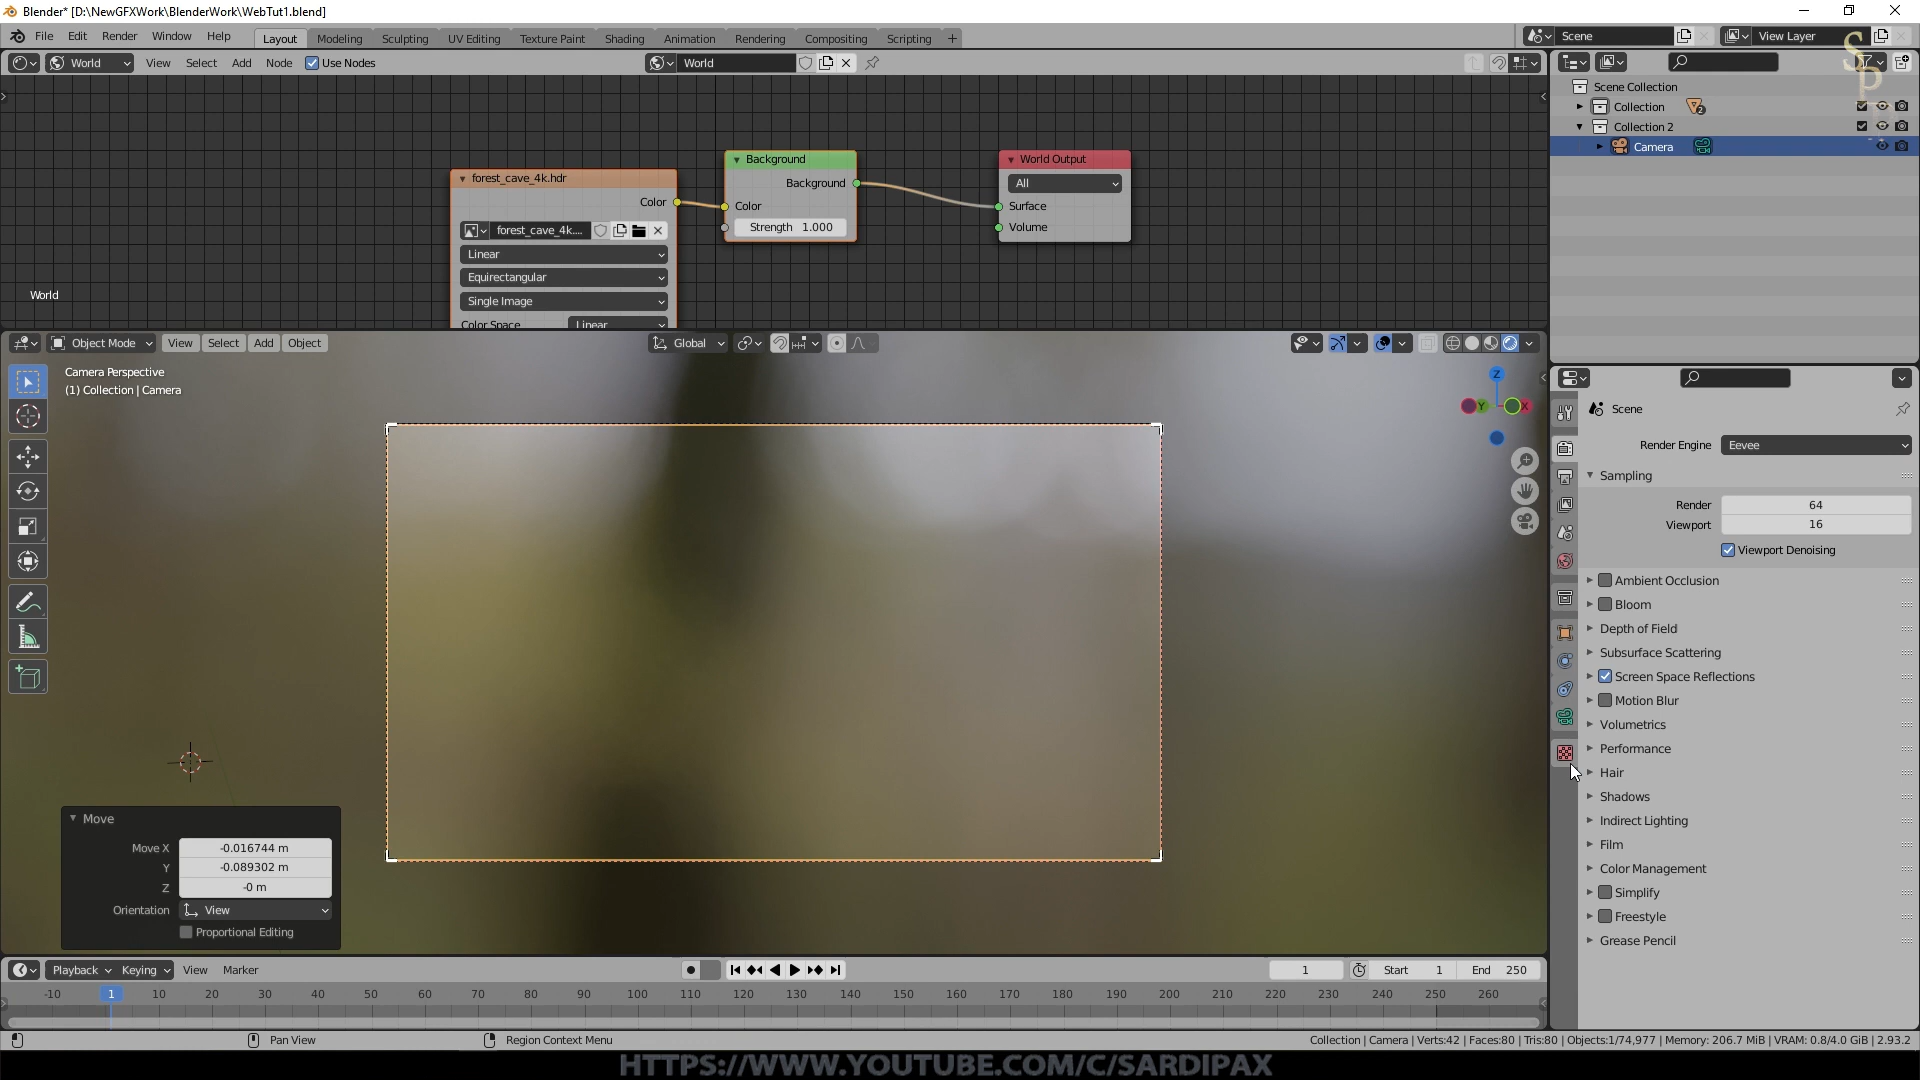 Blender* [D:\NewGFXWork\BlenderWork\WebTut1.blend]
File Edit Render Window Help Layout Modeling Sculpting UV Editing Texture Paint Shading Animation Rendering Compositing Scripting + Scene View Layer
World View Select Add Node Use Nodes World
SP
Scene Collection
Collection 2
Collection 2
Camera
forest_cave_4k.hdr
Color
forest_cave_4k....
Linear
Equirectangular
Single Image
Color Space Linear
Background
Background
Color
Strength 1.000
World Output
All
Surface
Volume
World
Object Mode View Select Add Object Global
Camera Perspective
(1) Collection | Camera
Z
Y X
Move
Move X -0.016744 m
Y -0.089302 m
Z -0 m
Orientation View
Proportional Editing
Scene
Render Engine Eevee
Sampling
Render 64
Viewport 16
Viewport Denoising
Ambient Occlusion
Bloom
Depth of Field
Subsurface Scattering
Screen Space Reflections
Motion Blur
Volumetrics
Performance
Hair
Shadows
Indirect Lighting
Film
Color Management
Simplify
Freestyle
Grease Pencil
Playback Keying View Marker 1 Start 1 End 250
-10 1 10 20 30 40 50 60 70 80 90 100 110 120 130 140 150 160 170 180 190 200 210 220 230 240 250 260
Pan View Region Context Menu Collection | Camera | Verts:42 | Faces:80 | Tris:80 | Objects:1/74,977 | Memory: 206.7 MiB | VRAM: 0.8/4.0 GiB | 2.93.2
HTTPS://WWW.YOUTUBE.COM/C/SARDIPAX